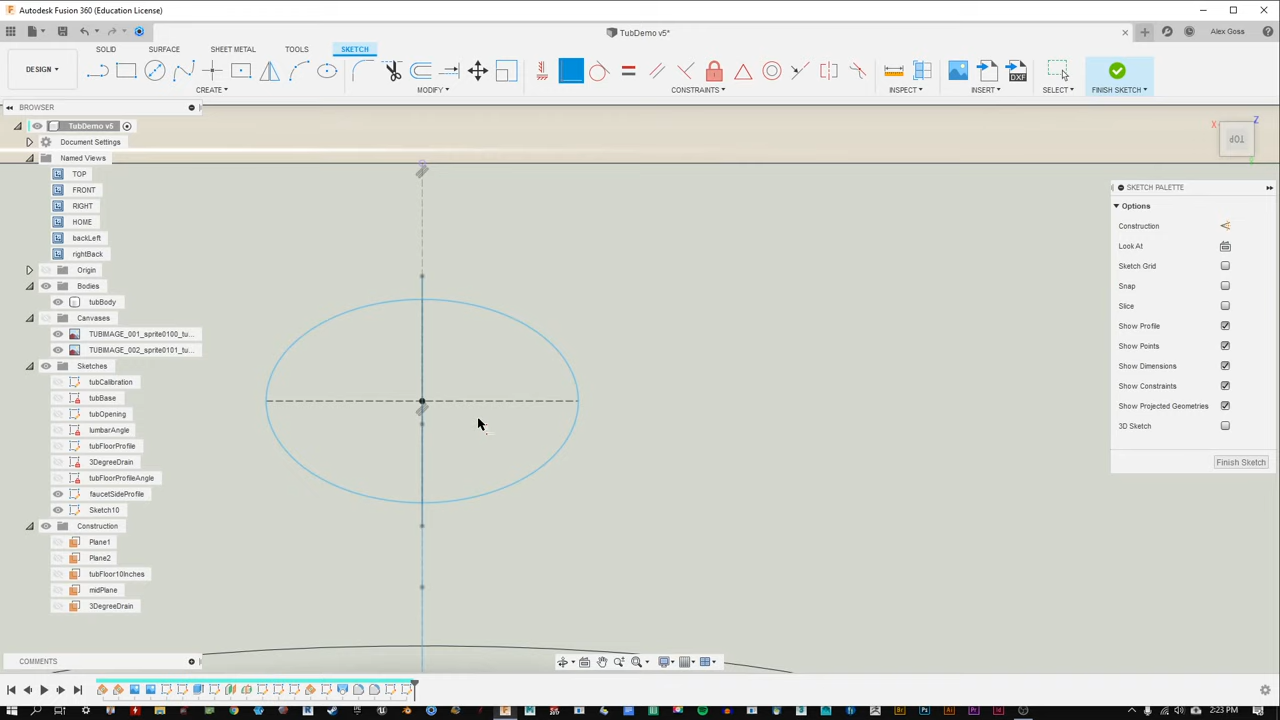 Autodesk Fusion 360 (Education License)
TubDemo v5*
Alex Goss
DESIGN
SOLID
SURFACE
SHEET METAL
TOOLS
SKETCH
CREATE
MODIFY
CONSTRAINTS
INSPECT
INSERT
SELECT
FINISH SKETCH
DXF
BROWSER
TubDemo v5
Document Settings
Named Views
TOP
FRONT
RIGHT
HOME
backLeft
rightBack
Origin
Bodies
tubBody
Canvases
TUBIMAGE_001_sprite0100_tu...
TUBIMAGE_002_sprite0101_tu...
Sketches
tubCalibration
tubBase
tubOpening
lumbarAngle
tubFloorProfile
3DegreeDrain
tubFloorProfileAngle
faucetSideProfile
Sketch10
Construction
Plane1
Plane2
tubFloor10Inches
midPlane
3DegreeDrain
X
Z
TOP
SKETCH PALETTE
Options
Construction
Look At
Sketch Grid
Snap
Slice
Show Profile
Show Points
Show Dimensions
Show Constraints
Show Projected Geometries
3D Sketch
Finish Sketch
COMMENTS
2:23 PM